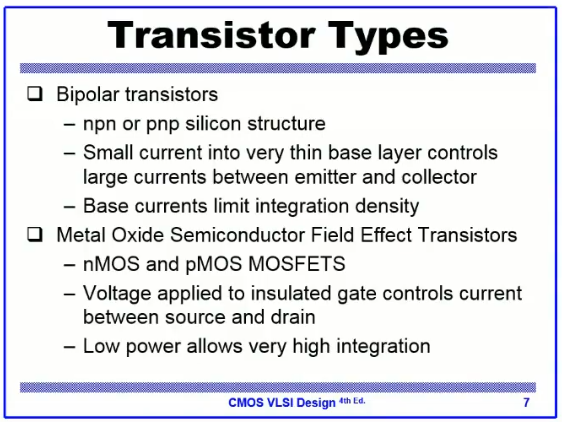 Transistor Types
❑ Bipolar transistors
– npn or pnp silicon structure
– Small current into very thin base layer controls
large currents between emitter and collector
– Base currents limit integration density
❑ Metal Oxide Semiconductor Field Effect Transistors
– nMOS and pMOS MOSFETS
– Voltage applied to insulated gate controls current
between source and drain
– Low power allows very high integration
CMOS VLSI Design 4th Ed. 7